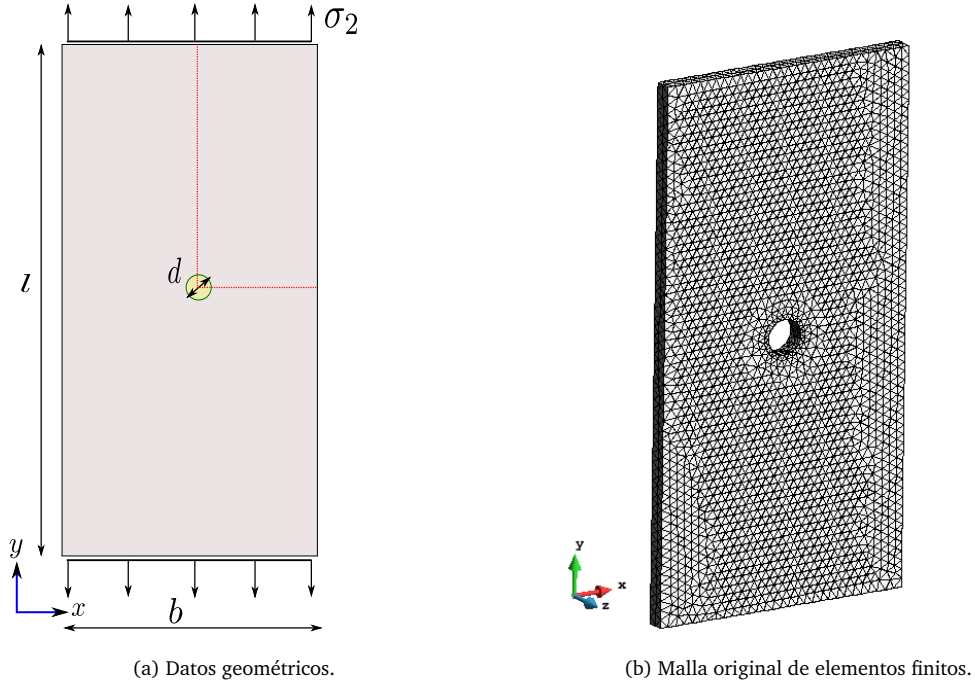 σ₂
d
l
y
x
b
y
x
z
(a) Datos geométricos.
(b) Malla original de elementos finitos.